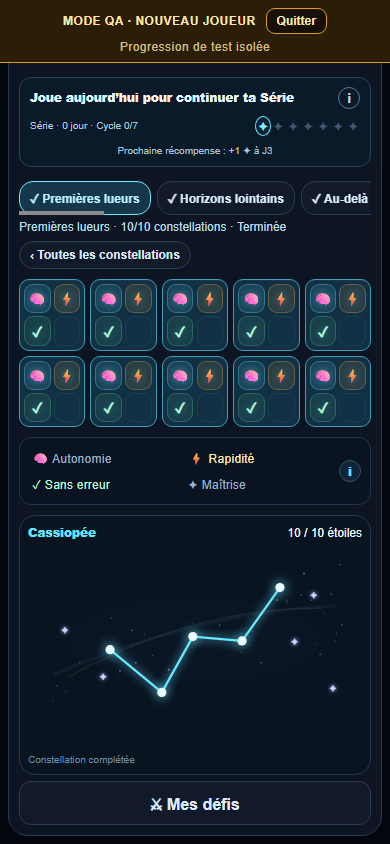 MODE QA · NOUVEAU JOUEUR Quitter
Progression de test isolée
Joue aujourd'hui pour continuer ta Série i
Série · 0 jour · Cycle 0/7
Prochaine récompense : +1 ✦ à J3
✓ Premières lueurs ✓ Horizons lointains ✓ Au-delà
Premières lueurs · 10/10 constellations · Terminée
‹ Toutes les constellations
Autonomie Rapidité i
✓ Sans erreur ✦ Maîtrise
Cassiopée 10 / 10 étoiles
Constellation complétée
⚔ Mes défis